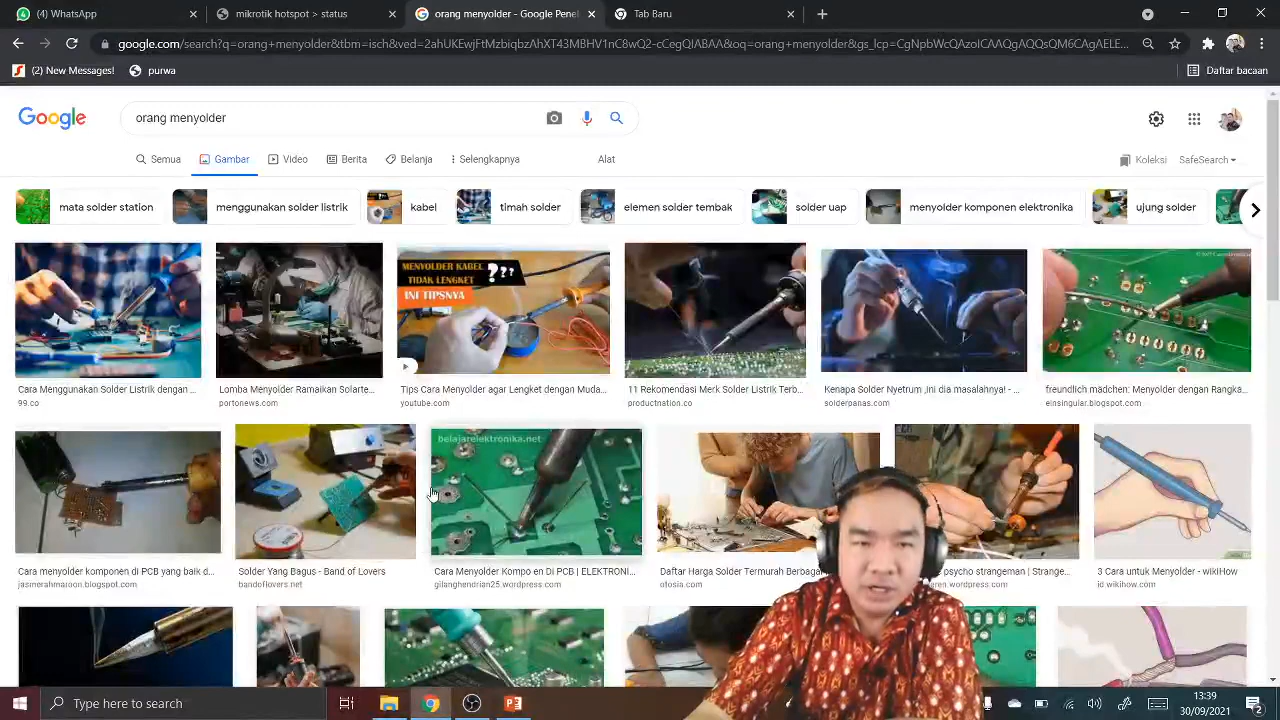 (4) WhatsApp
mikrotik hotspot > status
orang menyolder - Google Penel
Tab Baru
google.com/search?q=orang+menyolder&tbm=isch&ved=2ahUKEwjFtMzbiqbzAhXT43MBHV1nC8wQ2-cCegQIABAA&oq=orang+menyolder&gs_lcp=CgNpbWcQAzoICAAQgAQQsQM6CAgAELE...
(2) New Messages!
purwa
Daftar bacaan
Google
orang menyolder
Semua
Gambar
Video
Berita
Belanja
Selengkapnya
Alat
Koleksi
SafeSearch
mata solder station
menggunakan solder listrik
kabel
timah solder
elemen solder tembak
solder uap
menyolder komponen elektronika
ujung solder
MENYOLDER KABEL
TIDAK LENGKET
???
INI TIPSNYA
Cara Menggunakan Solder Listrik dengan ...
99.co
Lomba Menyolder Ramaikan Solarte...
portonews.com
Tips Cara Menyolder agar Lengket dengan Muda...
youtube.com
11 Rekomendasi Merk Solder Listrik Terb...
productnation.co
Kenapa Solder Nyetrum ,ini dia masalahnya! - ...
solderpanas.com
freundlich mädchen: Menyolder dengan Rangka...
elnsingular.blogspot.com
belajarelektronika.net
Cara menyolder komponen di PCB yang baik d...
jasmerahmaroon.blogspot.com
Solder Yang Bagus - Band of Lovers
bandoflovers.net
Cara Menyolder Kompo en Di PCB | ELEKTRONI...
gilanghendrian25.wordpress.com
Daftar Harga Solder Termurah Berbaga
otosia.com
psycho strangeman | Strange...
eren.wordpress.com
3 Cara untuk Menyolder - wikiHow
id.wikihow.com
Type here to search
13:39
30/09/2021
2